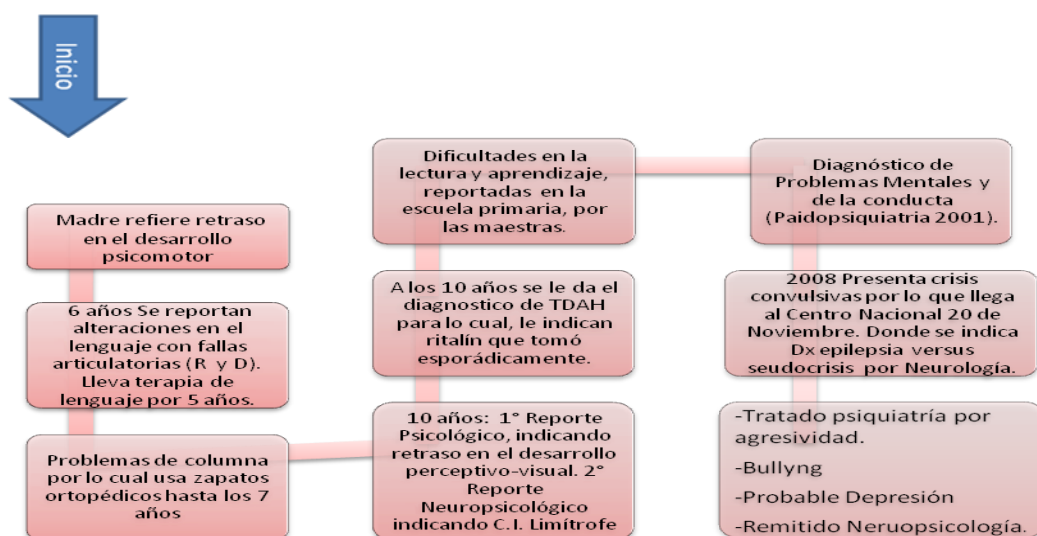 Inicio
Madre refiere retraso
en el desarrollo
psicomotor
6 años Se reportan
alteraciones en el
lenguaje con fallas
articulatorias (R y D).
Lleva terapia de
lenguaje por 5 años.
Problemas de columna
por lo cual usa zapatos
ortopédicos hasta los 7
años
10 años: 1° Reporte
Psicológico, indicando
retraso en el desarrollo
perceptivo-visual. 2°
Reporte
Neuropsicológico
indicando C.I. Limítrofe
A los 10 años se le da el
diagnostico de TDAH
para lo cual, le indican
ritalín que tomó
esporádicamente.
Dificultades en la
lectura y aprendizaje,
reportadas en la
escuela primaria, por
las maestras.
Diagnóstico de
Problemas Mentales y
de la conducta
(Paidopsiquiatria 2001).
2008 Presenta crisis
convulsivas por lo que llega
al Centro Nacional 20 de
Noviembre. Donde se indica
Dx epilepsia versus
seudocrisis por Neurología.
-Tratado psiquiatría por
agresividad.
-Bullyng
-Probable Depresión
-Remitido Neruopsicología.